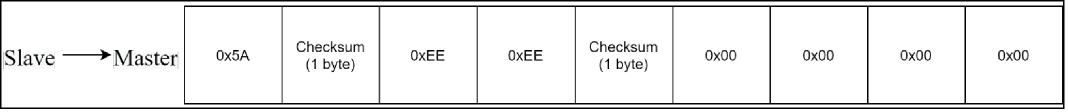 Slave → Master
0x5A
Checksum
(1 byte)
0xEE
0xEE
Checksum
(1 byte)
0x00
0x00
0x00
0x00